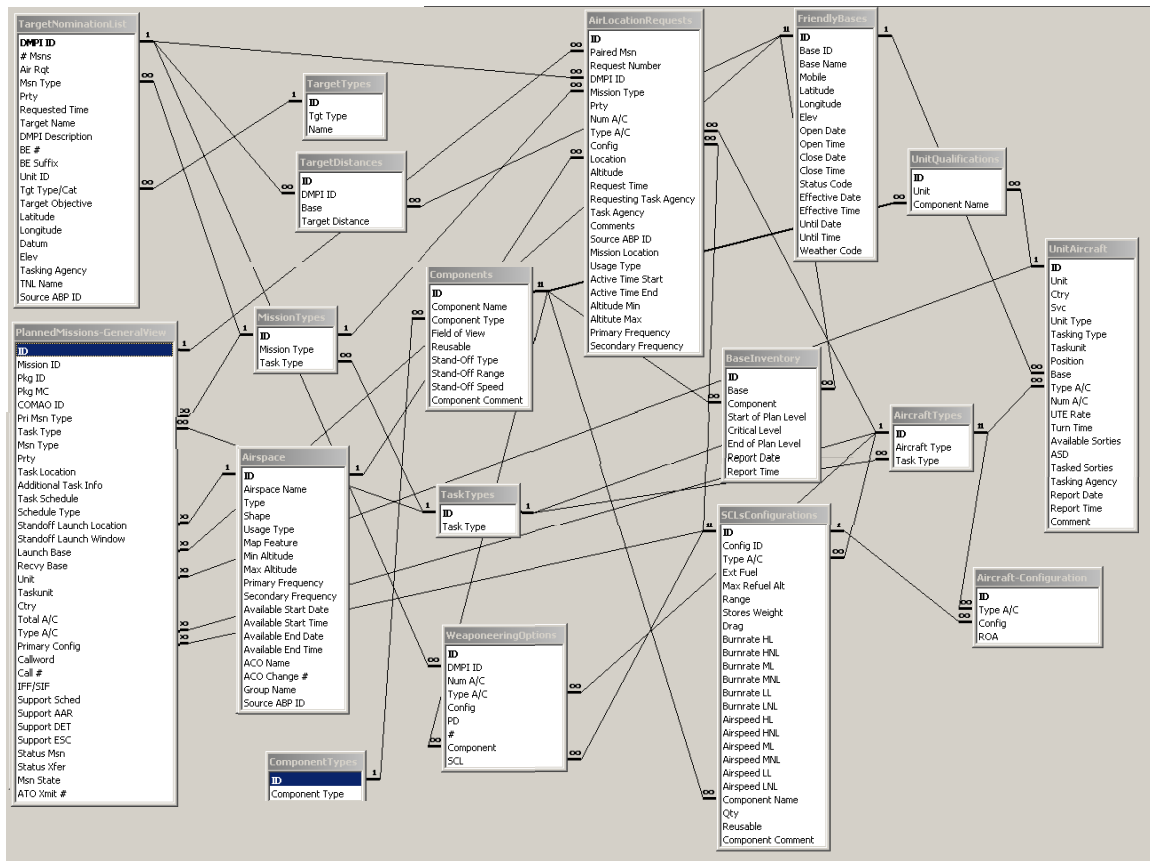 TargetNominationList
DMPI ID
# Msns
Air Rqt
Msn Type
Prty
Requested Time
Target Name
DMPI Description
BE #
BE Suffix
Unit ID
Tgt Type/Cat
Target Objective
Latitude
Longitude
Datum
Elev
Tasking Agency
TNL Name
Source ABP ID
TargetTypes
ID
Tgt Type
Name
TargetDistances
ID
DMPI ID
Base
Target Distance
AirLocationRequests
ID
Paired Msn
Request Number
DMPI ID
Mission Type
Prty
Num A/C
Type A/C
Config
Location
Altitude
Request Time
Requesting Task Agency
Task Agency
Comments
Source ABP ID
Mission Location
Usage Type
Active Time Start
Active Time End
Altitude Min
Altitute Max
Primary Frequency
Secondary Frequency
FriendlyBases
ID
Base ID
Base Name
Mobile
Latitude
Longitude
Elev
Open Date
Open Time
Close Date
Close Time
Status Code
Effective Date
Effective Time
Until Date
Until Time
Weather Code
UnitQualifications
ID
Unit
Component Name
UnitAircraft
ID
Unit
Ctry
Svc
Unit Type
Tasking Type
Taskunit
Position
Base
Type A/C
Num A/C
UTE Rate
Turn Time
Available Sorties
ASD
Tasked Sorties
Tasking Agency
Report Date
Report Time
Comment
PlannedMissions-GeneralView
ID
Mission ID
Pkg ID
Pkg MC
COMAO ID
Pri Msn Type
Task Type
Msn Type
Prty
Task Location
Additional Task Info
Task Schedule
Schedule Type
Standoff Launch Location
Standoff Launch Window
Launch Base
Recvy Base
Unit
Taskunit
Ctry
Total A/C
Type A/C
Primary Config
Callword
Call #
IFF/SIF
Support Sched
Support AAR
Support DET
Support ESC
Status Msn
Status Xfer
Msn State
ATO Xmit #
MissionTypes
ID
Mission Type
Task Type
Components
ID
Component Name
Component Type
Field of View
Reusable
Stand-Off Type
Stand-Off Range
Stand-Off Speed
Component Comment
BaseInventory
ID
Base
Component
Start of Plan Level
Critical Level
End of Plan Level
Report Date
Report Time
AircraftTypes
ID
Aircraft Type
Task Type
Airspace
ID
Airspace Name
Type
Shape
Usage Type
Map Feature
Min Altitude
Max Altitude
Primary Frequency
Secondary Frequency
Available Start Date
Available Start Time
Available End Date
Available End Time
ACO Name
ACO Change #
Group Name
Source ABP ID
TaskTypes
ID
Task Type
SCLsConfigurations
ID
Config ID
Type A/C
Ext Fuel
Max Refuel Alt
Range
Stores Weight
Drag
Burnrate HL
Burnrate HNL
Burnrate ML
Burnrate MNL
Burnrate LL
Burnrate LNL
Airspeed HL
Airspeed HNL
Airspeed ML
Airspeed MNL
Airspeed LL
Airspeed LNL
Component Name
Qty
Reusable
Component Comment
Aircraft-Configuration
ID
Type A/C
Config
ROA
WeaponeeringOptions
ID
DMPI ID
Num A/C
Type A/C
Config
PD
#
Component
SCL
ComponentTypes
ID
Component Type